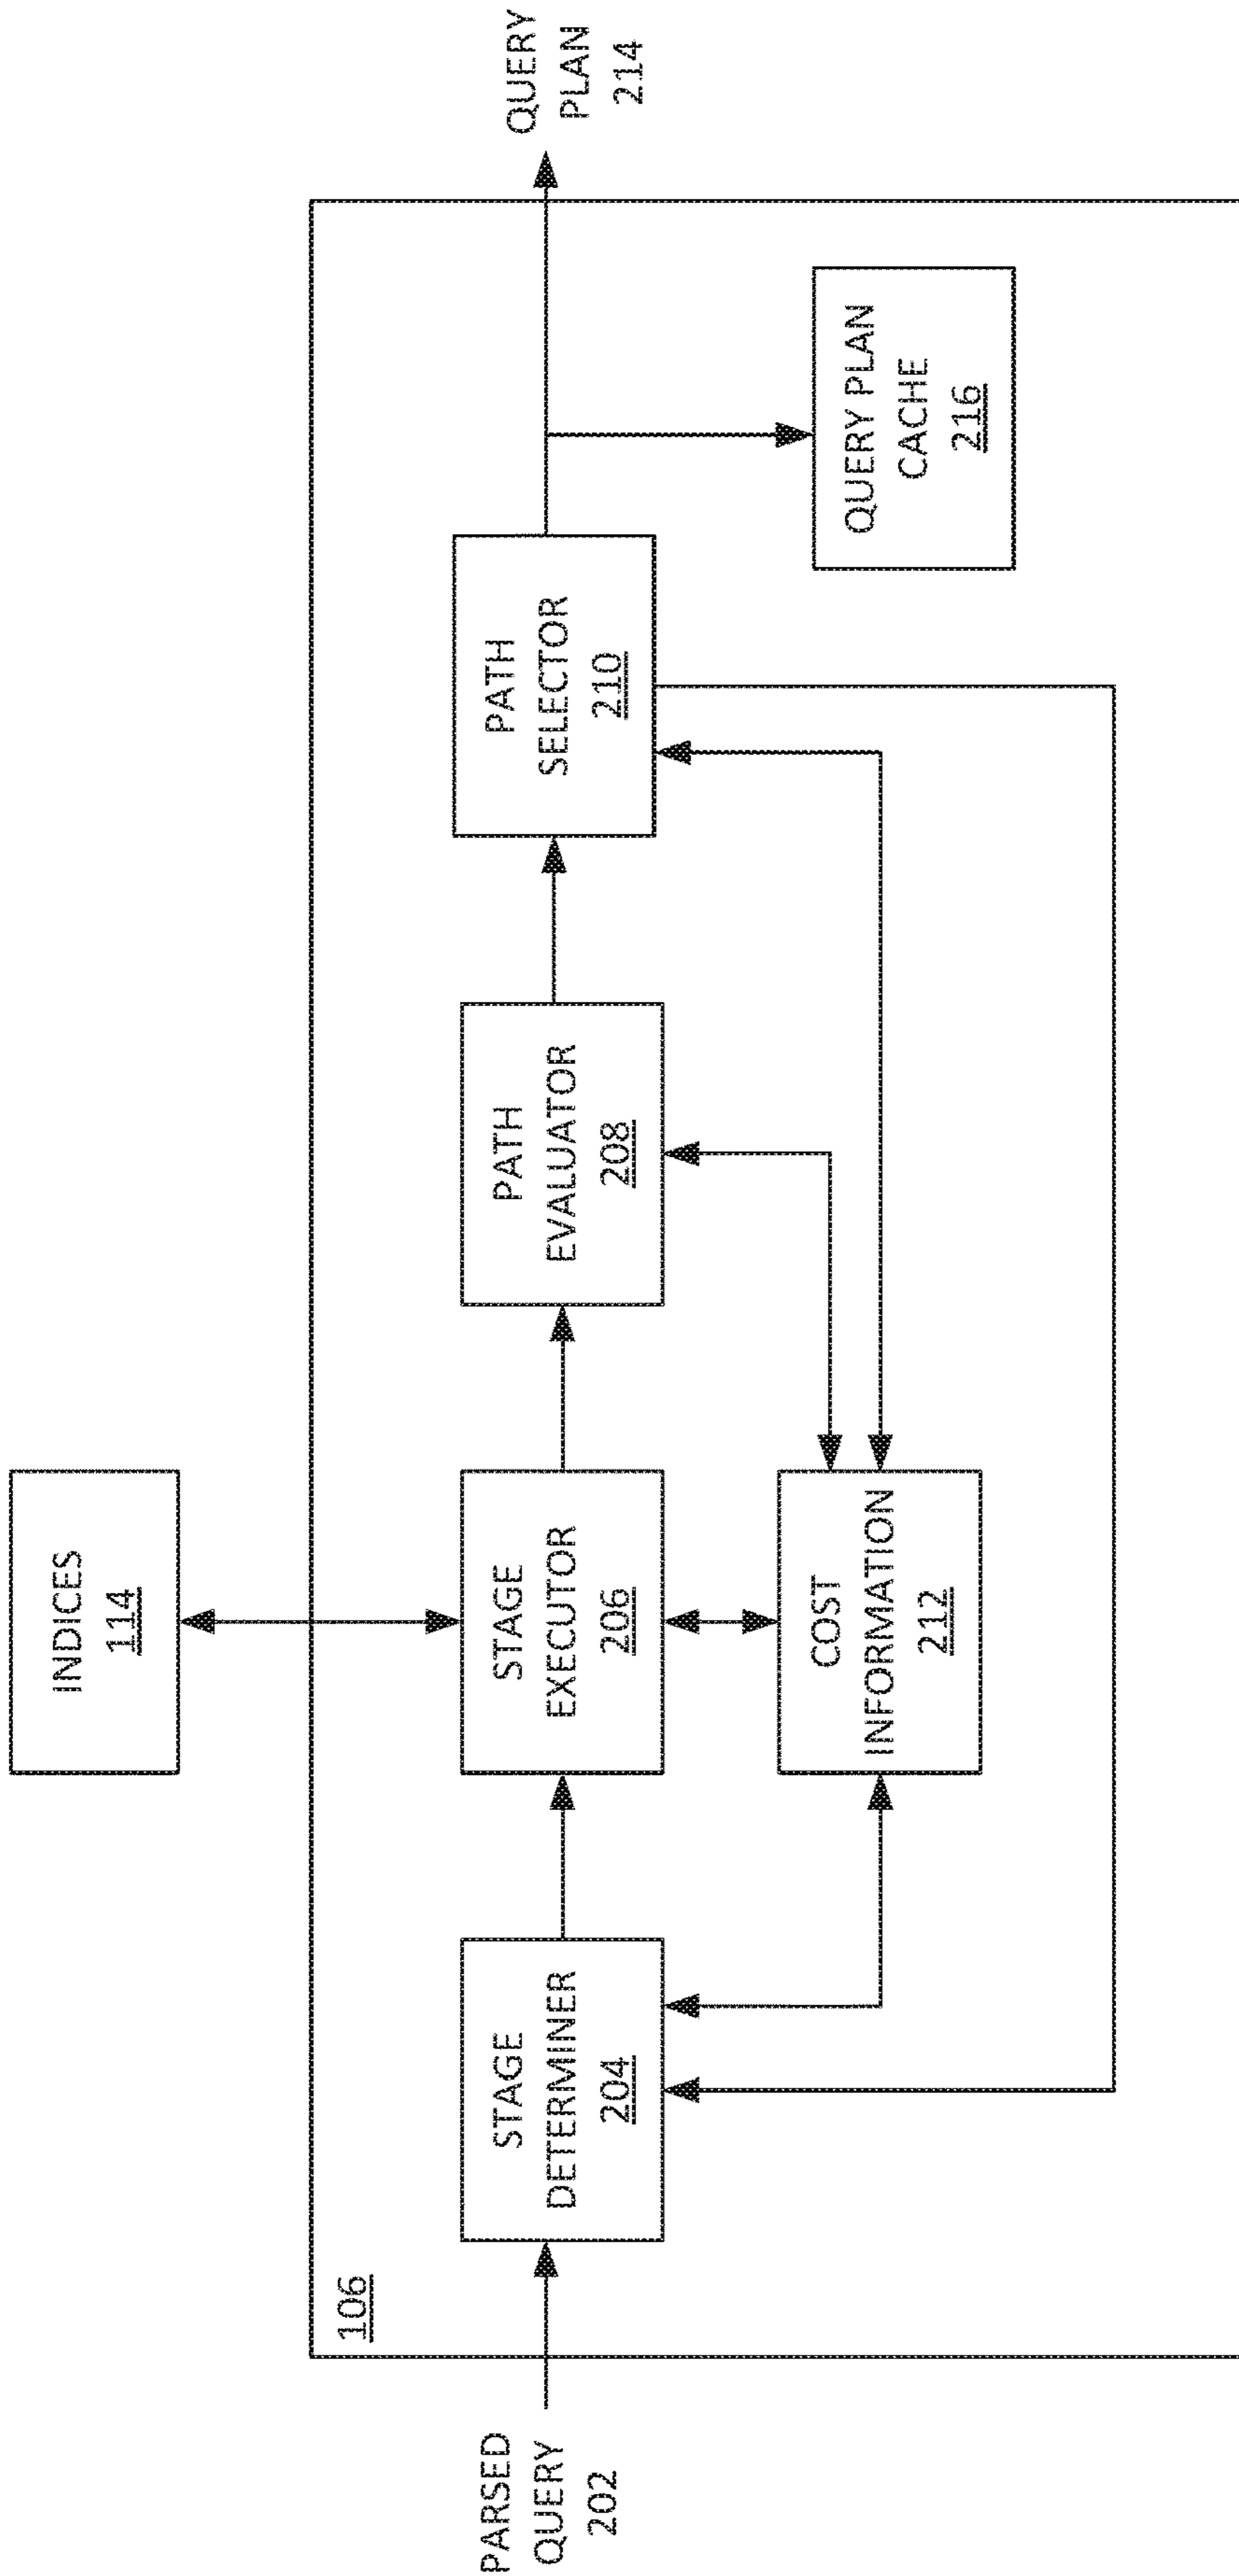 INDICES
114
106
PARSED
QUERY
202
STAGE
DETERMINER
204
STAGE
EXECUTOR
206
PATH
EVALUATOR
208
PATH
SELECTOR
210
QUERY
PLAN
214
COST
INFORMATION
212
QUERY PLAN
CACHE
216